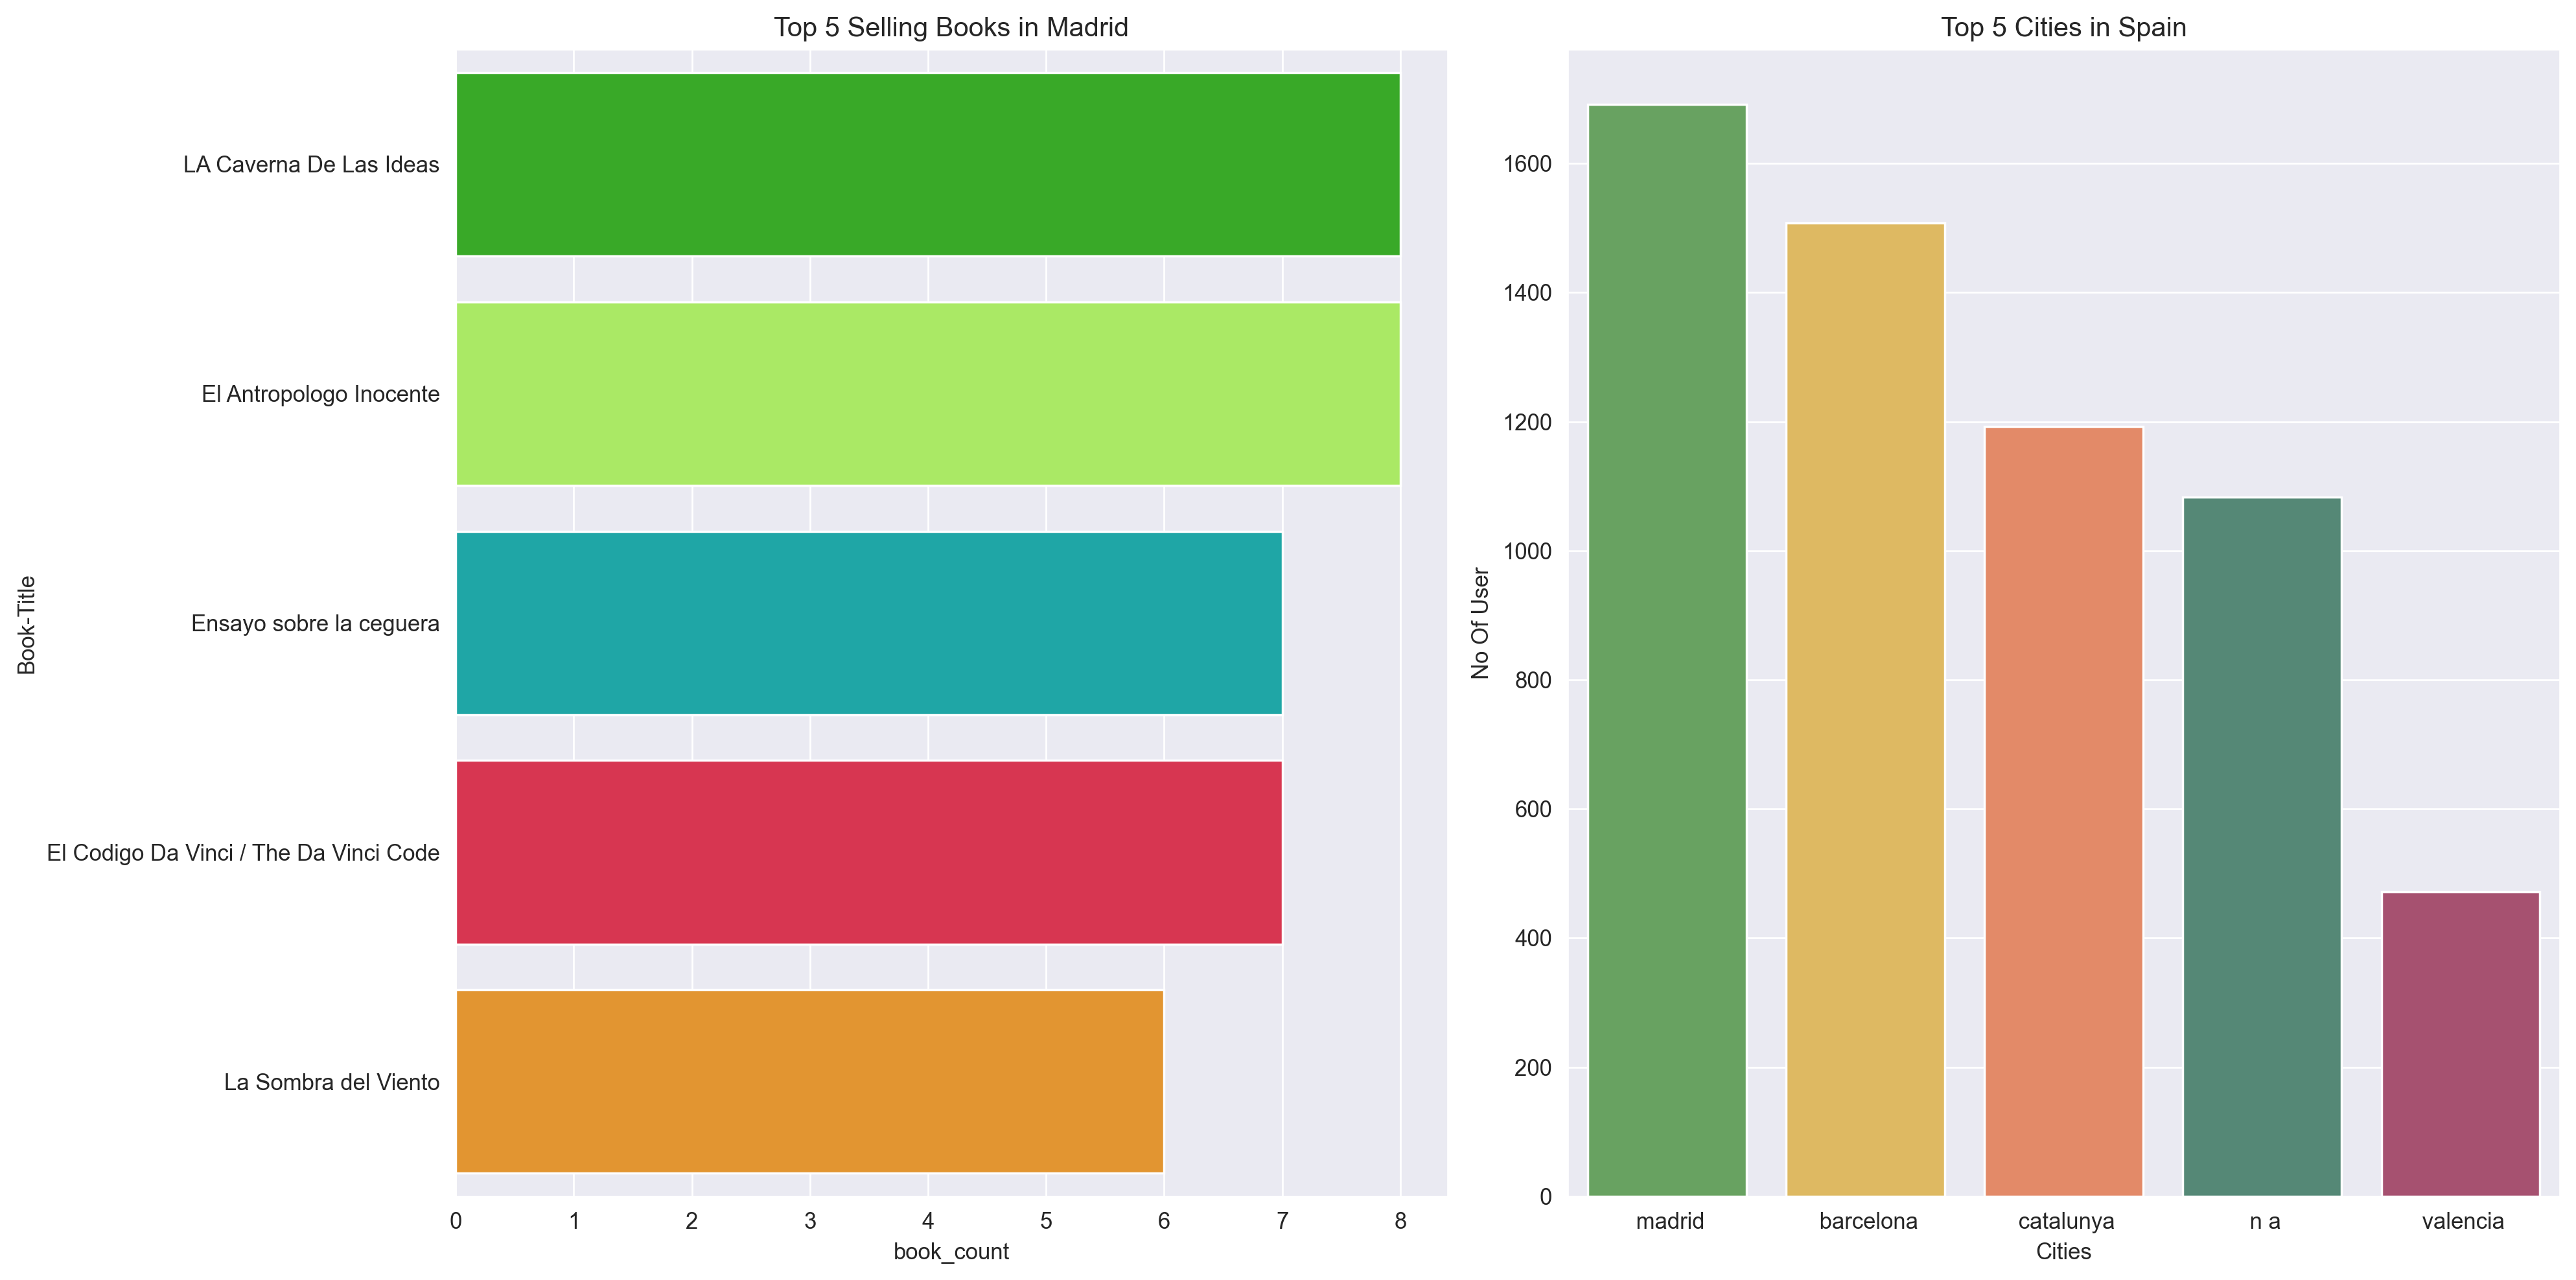 Top 5 Selling Books in Madrid
Book-Title
LA Caverna De Las Ideas
El Antropologo Inocente
Ensayo sobre la ceguera
El Codigo Da Vinci / The Da Vinci Code
La Sombra del Viento
0 1 2 3 4 5 6 7 8
book_count
Top 5 Cities in Spain
No Of User
1600
1400
1200
1000
800
600
400
200
0
madrid barcelona catalunya n a valencia
Cities